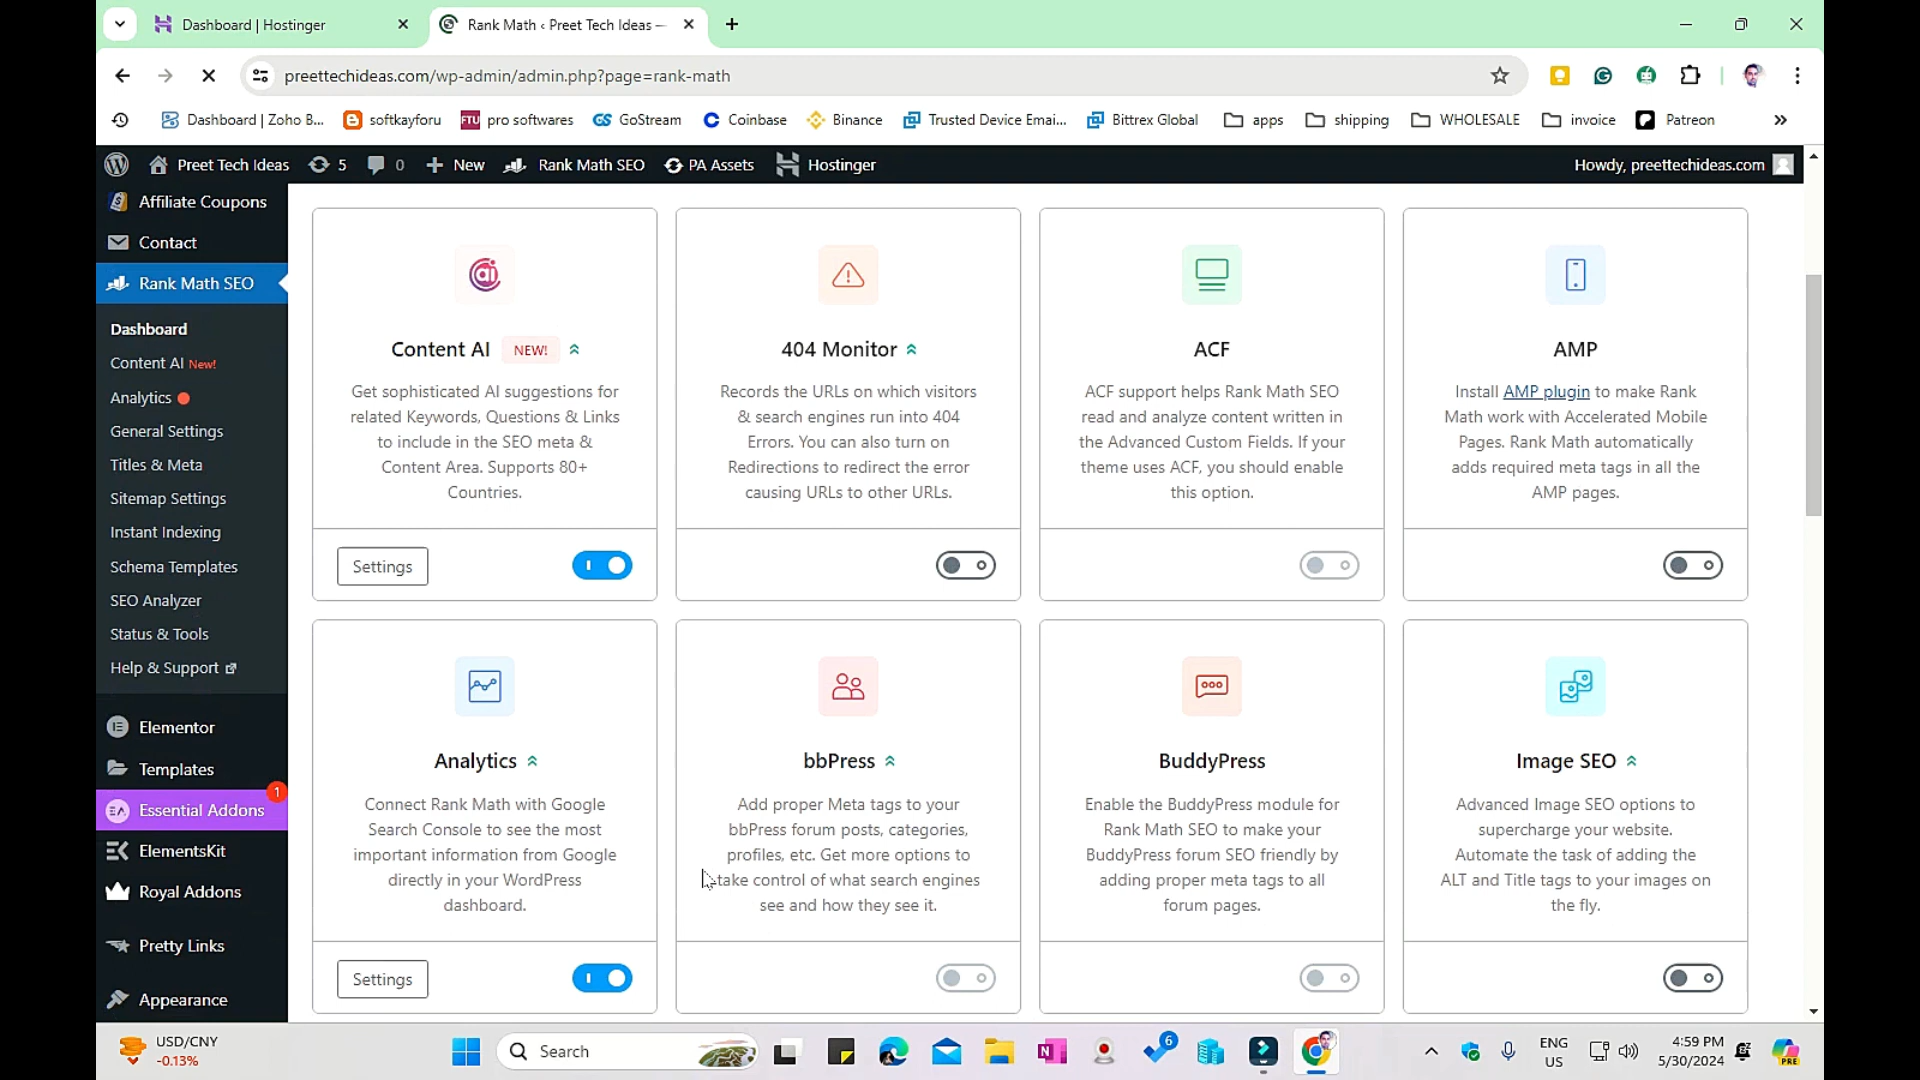 Dashboard | Hostinger
Rank Math ‹ Preet Tech Ideas —
preettechideas.com/wp-admin/admin.php?page=rank-math
Dashboard | Zoho B... softkayforu FTU pro softwares GS GoStream Coinbase Binance Trusted Device Emai... Bittrex Global apps shipping WHOLESALE invoice Patreon
Preet Tech Ideas 5 0 New Rank Math SEO PA Assets Hostinger Howdy, preettechideas.com
Affiliate Coupons
Contact
Rank Math SEO
Dashboard
Content AI New!
Analytics
General Settings
Titles & Meta
Sitemap Settings
Instant Indexing
Schema Templates
SEO Analyzer
Status & Tools
Help & Support
Elementor
Templates
Essential Addons 1
ElementsKit
Royal Addons
Pretty Links
Appearance
Content AI NEW!
Get sophisticated AI suggestions for
related Keywords, Questions & Links
to include in the SEO meta &
Content Area. Supports 80+
Countries.
Settings
404 Monitor
Records the URLs on which visitors
& search engines run into 404
Errors. You can also turn on
Redirections to redirect the error
causing URLs to other URLs.
ACF
ACF support helps Rank Math SEO
read and analyze content written in
the Advanced Custom Fields. If your
theme uses ACF, you should enable
this option.
AMP
Install AMP plugin to make Rank
Math work with Accelerated Mobile
Pages. Rank Math automatically
adds required meta tags in all the
AMP pages.
Analytics
Connect Rank Math with Google
Search Console to see the most
important information from Google
directly in your WordPress
dashboard.
Settings
bbPress
Add proper Meta tags to your
bbPress forum posts, categories,
profiles, etc. Get more options to
take control of what search engines
see and how they see it.
BuddyPress
Enable the BuddyPress module for
Rank Math SEO to make your
BuddyPress forum SEO friendly by
adding proper meta tags to all
forum pages.
Image SEO
Advanced Image SEO options to
supercharge your website.
Automate the task of adding the
ALT and Title tags to your images on
the fly.
USD/CNY
-0.13%
Search
6
ENG
US
4:59 PM
5/30/2024
PRE